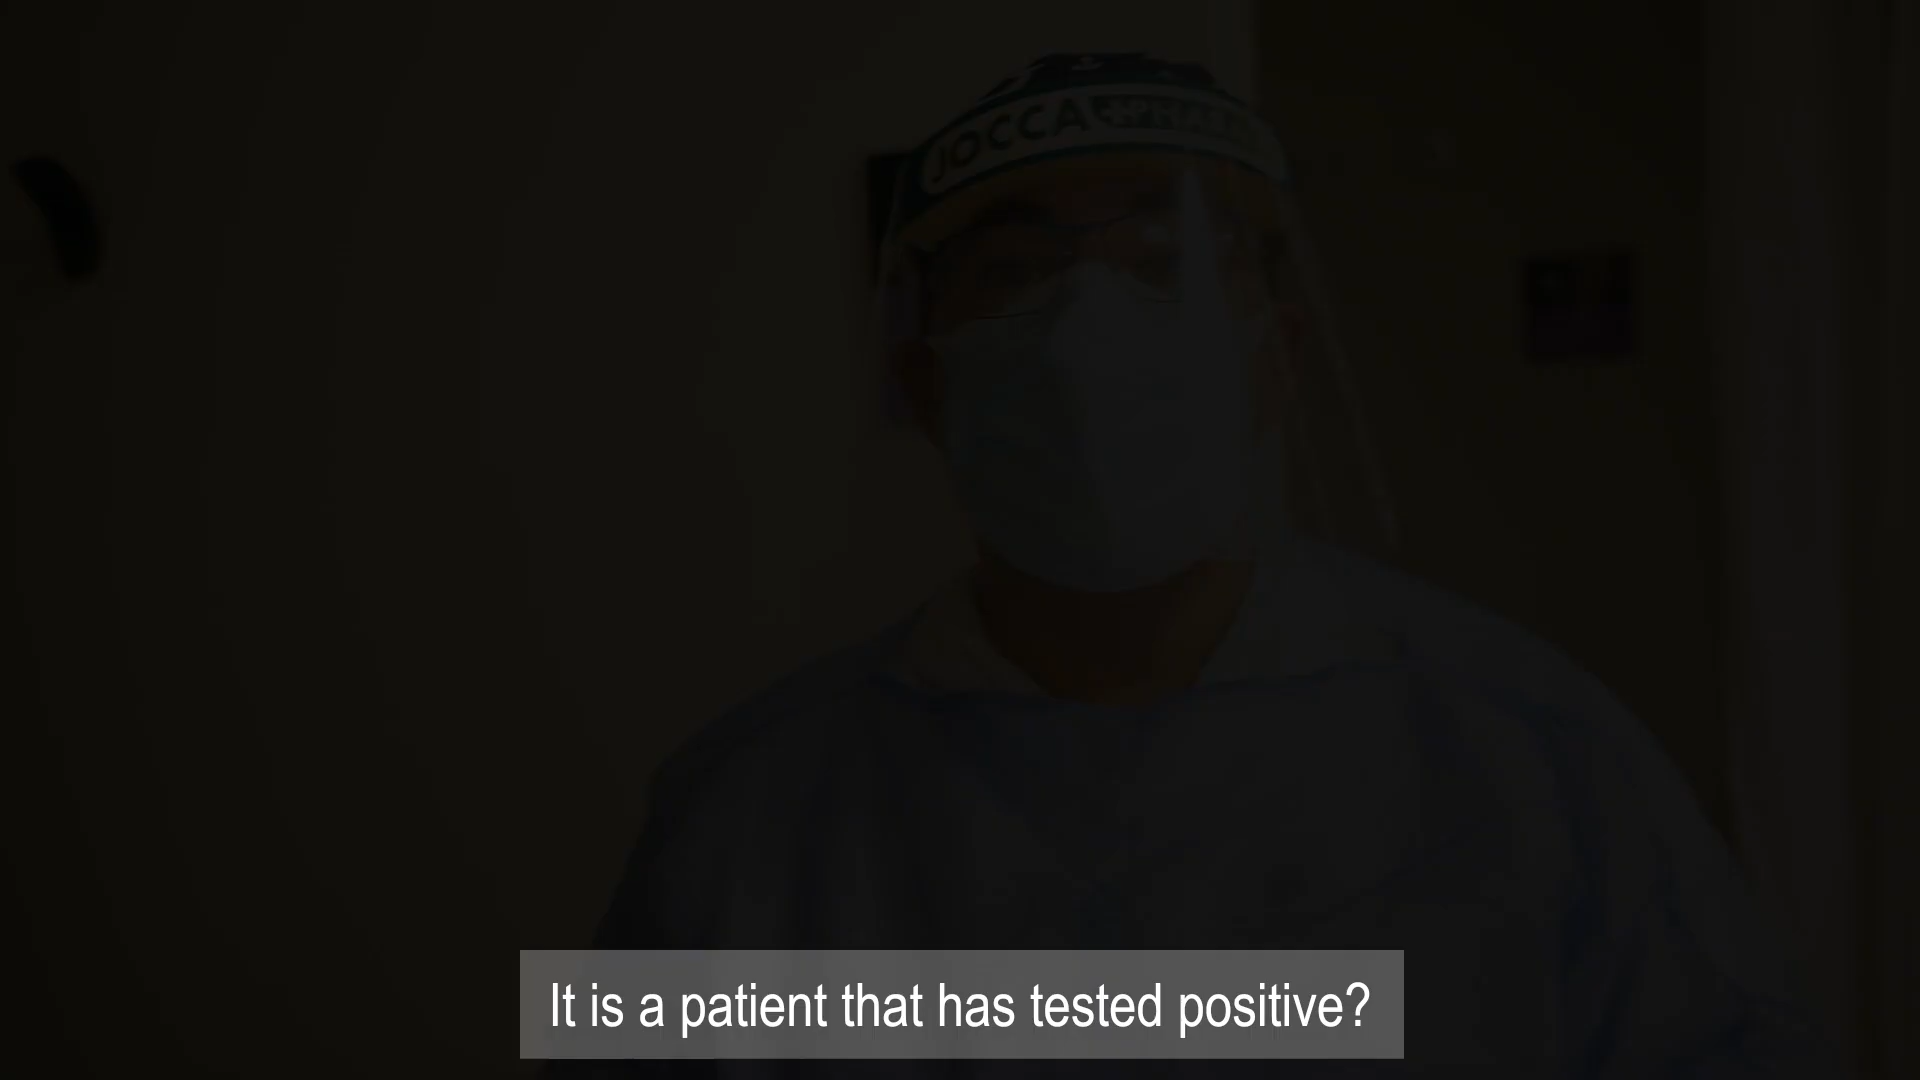 JOCCA
It is a patient that has tested positive?